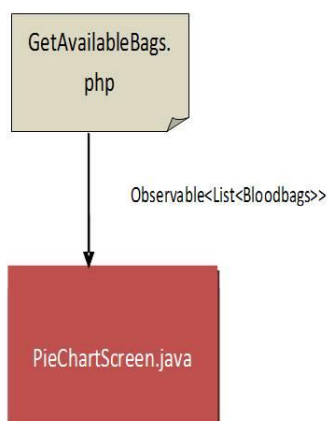 GetAvailableBags.
php
Observable<List<Bloodbags>>
PieChartScreen.java